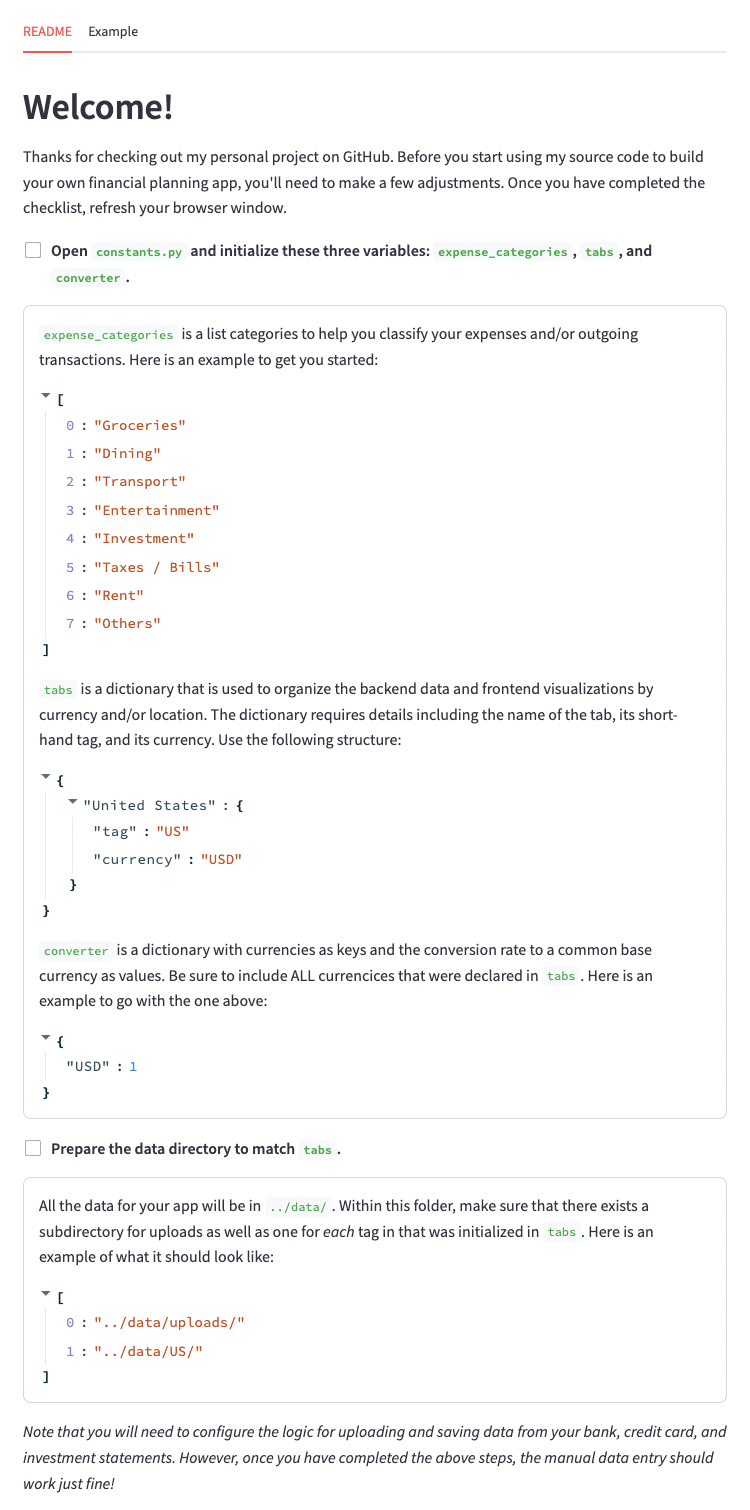 README Example
Welcome!
Thanks for checking out my personal project on GitHub. Before you start using my source code to build
your own financial planning app, you'll need to make a few adjustments. Once you have completed the
checklist, refresh your browser window.
Open constants.py and initialize these three variables: expense_categories , tabs , and
converter .
expense_categories is a list categories to help you classify your expenses and/or outgoing
transactions. Here is an example to get you started:
[
0 : "Groceries"
1 : "Dining"
2 : "Transport"
3 : "Entertainment"
4 : "Investment"
5 : "Taxes / Bills"
6 : "Rent"
7 : "Others"
]
tabs is a dictionary that is used to organize the backend data and frontend visualizations by
currency and/or location. The dictionary requires details including the name of the tab, its short-
hand tag, and its currency. Use the following structure:
{
"United States" : {
"tag" : "US"
"currency" : "USD"
}
}
converter is a dictionary with currencies as keys and the conversion rate to a common base
currency as values. Be sure to include ALL currencices that were declared in tabs . Here is an
example to go with the one above:
{
"USD" : 1
}
Prepare the data directory to match tabs .
All the data for your app will be in ../data/ . Within this folder, make sure that there exists a
subdirectory for uploads as well as one for each tag in that was initialized in tabs . Here is an
example of what it should look like:
[
0 : "../data/uploads/"
1 : "../data/US/"
]
Note that you will need to configure the logic for uploading and saving data from your bank, credit card, and
investment statements. However, once you have completed the above steps, the manual data entry should
work just fine!